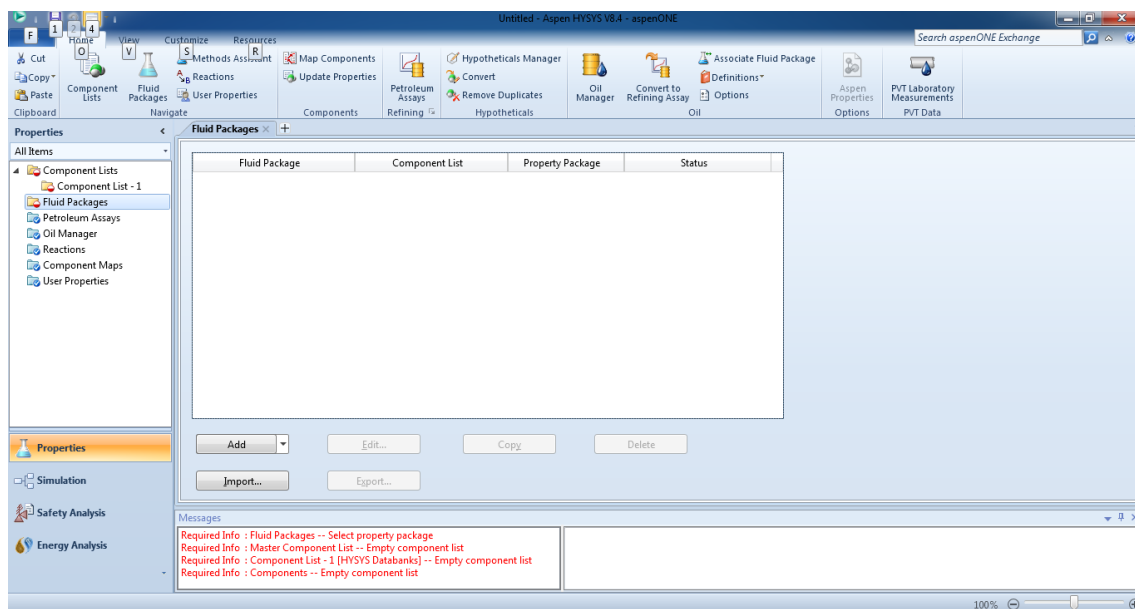 Untitled - Aspen HYSYS V8.4 - aspenONE
F 1 2 4
Home View Customize Resources
O V S R
Search aspenONE Exchange
Cut
Copy
Paste
Clipboard
Component Lists
Fluid Packages
Methods Assistant
Reactions
User Properties
Navigate
Map Components
Update Properties
Components
Petroleum Assays
Refining
Hypotheticals Manager
Convert
Remove Duplicates
Hypotheticals
Oil Manager
Convert to Refining Assay
Associate Fluid Package
Definitions
Options
Oil
Aspen Properties
Options
PVT Laboratory Measurements
PVT Data
Properties
All Items
Component Lists
Component List - 1
Fluid Packages
Petroleum Assays
Oil Manager
Reactions
Component Maps
User Properties
Properties
Simulation
Safety Analysis
Energy Analysis
Fluid Packages
Fluid Package Component List Property Package Status
Add Edit... Copy Delete
Import... Export...
Messages
Required Info : Fluid Packages -- Select property package
Required Info : Master Component List -- Empty component list
Required Info : Component List - 1 [HYSYS Databanks] -- Empty component list
Required Info : Components -- Empty component list
100%